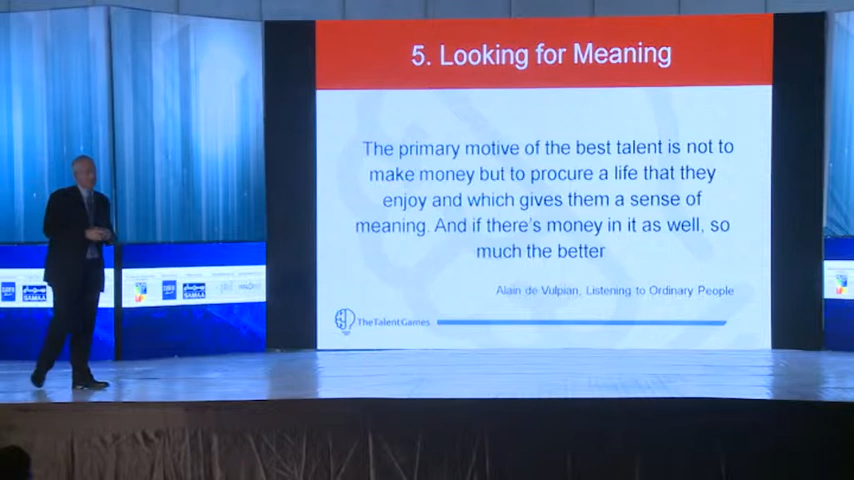 5. Looking for Meaning
The primary motive of the best talent is not to
make money but to procure a life that they
enjoy and which gives them a sense of
meaning. And if there's money in it as well, so
much the better
Alain de Vulpian, Listening to Ordinary People
TheTalentGames
SAMAA